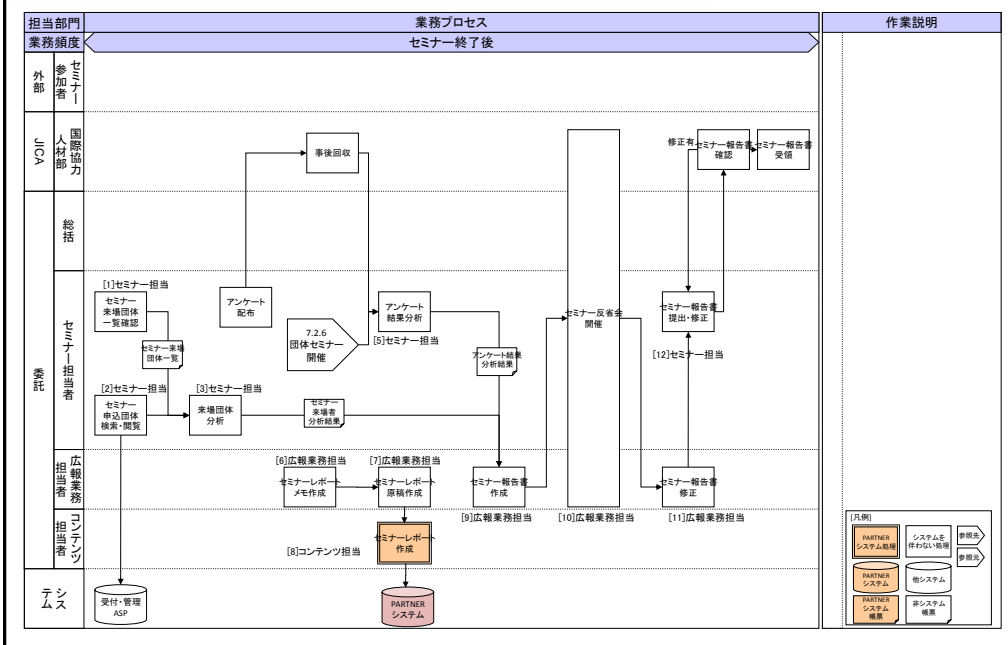 担当部門
業務プロセス
作業説明
業務頻度
セミナー終了後
外部
セミナー
参加者
JICA
国際協力
人材部
事後回収
修正有
セミナー報告書
確認
セミナー報告書
受領
委託
総括
セミナー担当者
[1]セミナー担当
セミナー
来場団体
一覧確認
セミナー来場
団体一覧
アンケート
配布
7.2.6
団体セミナー
開催
アンケート
結果分析
[5]セミナー担当
アンケート結果
分析結果
セミナー反省会
開催
セミナー報告書
提出・修正
[12]セミナー担当
[2]セミナー担当
セミナー
申込団体
検索・閲覧
[3]セミナー担当
来場団体
分析
セミナー
来場者
分析結果
広報業務
担当者
[6]広報業務担当
セミナーレポート
メモ作成
[7]広報業務担当
セミナーレポート
原稿作成
セミナー報告書
作成
[9]広報業務担当
[10]広報業務担当
セミナー報告書
修正
[11]広報業務担当
コンテンツ
担当者
[8]コンテンツ担当
セミナーレポート
作成
システム
受付・管理
ASP
PARTNER
システム
[凡例]
PARTNER
システム処理
システムを
伴わない処理
参照先
参照元
PARTNER
システム
他システム
PARTNER
システム
帳票
非システム
帳票